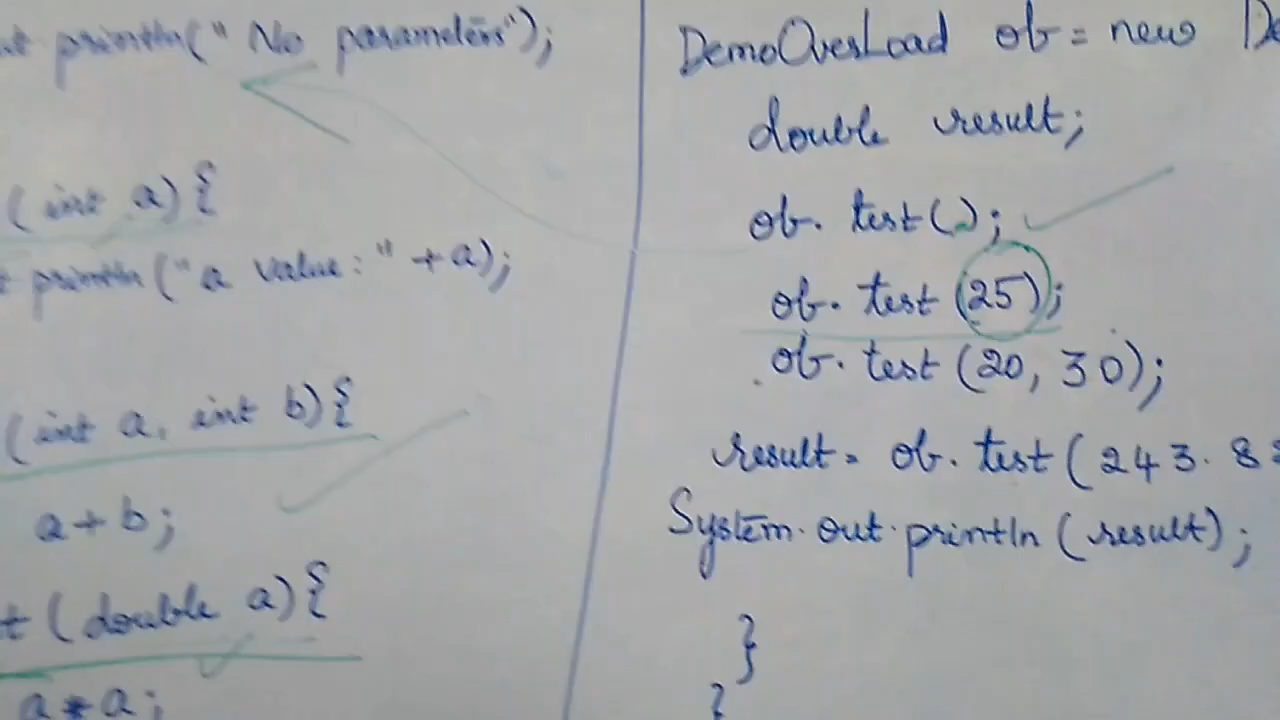 println("No parameters");
(int a) {
println("a value:" + a);
(int a, int b) {
a + b;
(double a) {
a * a;
DemoOverLoad ob = new
double result;
ob. test();
ob. test (25);
ob. test (20, 30);
result = ob. test (243. 8
System.out.println (result);
}
}